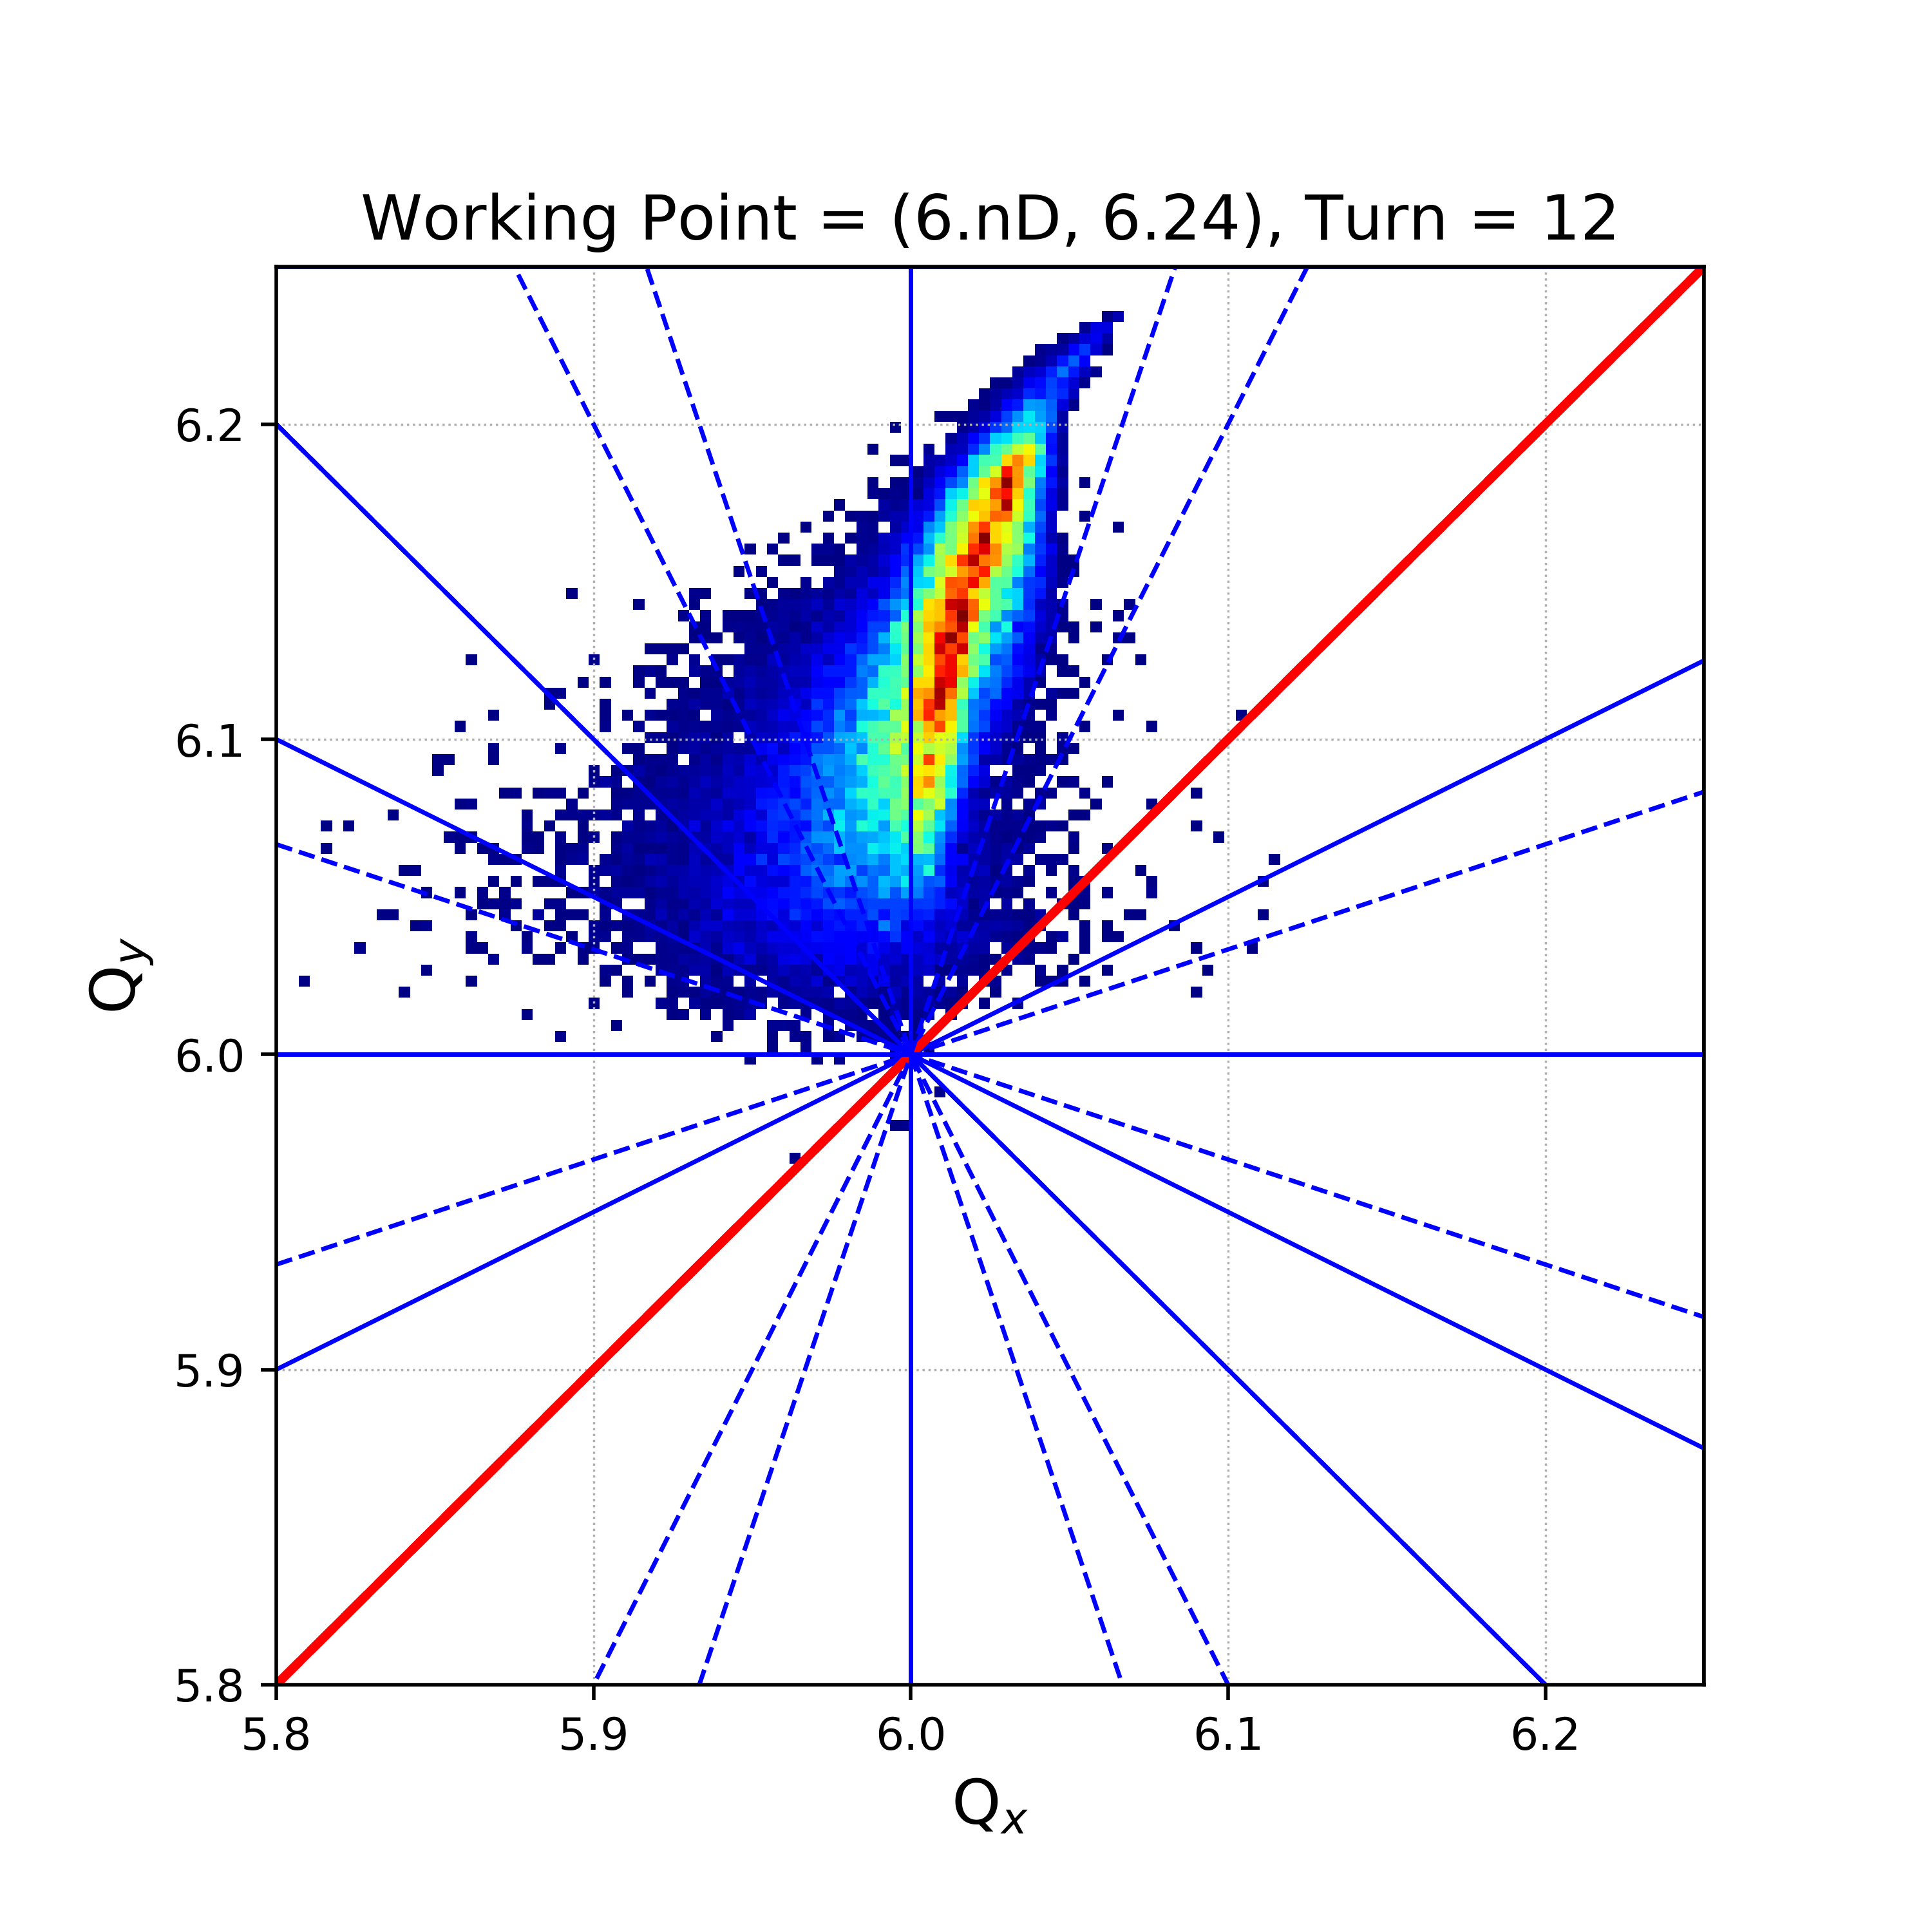 Working Point = (6.nD, 6.24), Turn = 12
6.2
6.1
6.0
5.9
5.8
Qy
5.8 5.9 6.0 6.1 6.2
Qx